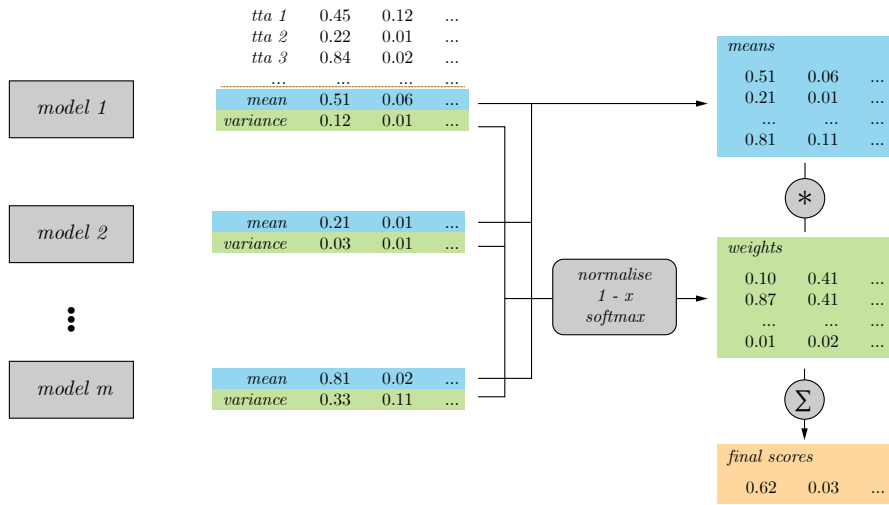 model 1
tta 1 0.45 0.12 ...
tta 2 0.22 0.01 ...
tta 3 0.84 0.02 ...
... ... ... ...
mean 0.51 0.06 ...
variance 0.12 0.01 ...
model 2
mean 0.21 0.01 ...
variance 0.03 0.01 ...
model m
mean 0.81 0.02 ...
variance 0.33 0.11 ...
normalise
1 - x
softmax
means
0.51 0.06 ...
0.21 0.01 ...
... ... ...
0.81 0.11 ...
*
weights
0.10 0.41 ...
0.87 0.41 ...
... ... ...
0.01 0.02 ...
Σ
final scores
0.62 0.03 ...